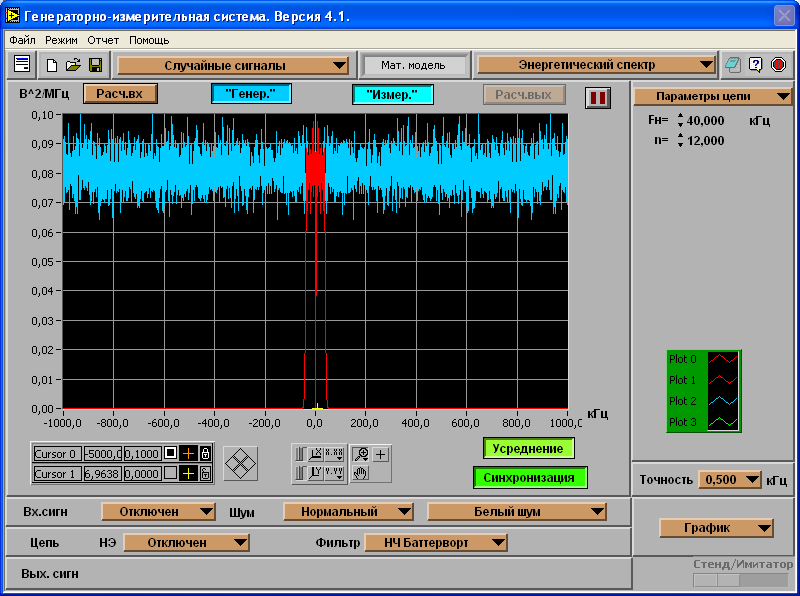 Генераторно-измерительная система. Версия 4.1.
Файл Режим Отчет Помощь
Случайные сигналы Мат. модель Энергетический спектр
В^2/МГц Расч.вх "Генер." "Измер." Расч.вых
Параметры цепи
Fн= 40,000 кГц
n= 12,000
0,10
0,09
0,08
0,07
0,06
0,05
0,04
0,03
0,02
0,01
0,00
-1000,0 -800,0 -600,0 -400,0 -200,0 0,0 200,0 400,0 600,0 800,0 1000,0 кГц
Plot 0
Plot 1
Plot 2
Plot 3
Cursor 0 -5000,0 0,1000
Cursor 1 6,9638 0,0000
X X.XX
Y Y.YY
Усреднение
Синхронизация
Точность 0,500 кГц
Вх.сигн Отключен Шум Нормальный Белый шум
Цепь НЭ Отключен Фильтр НЧ Баттерворт
График
Вых. сигн
Стенд/Имитатор